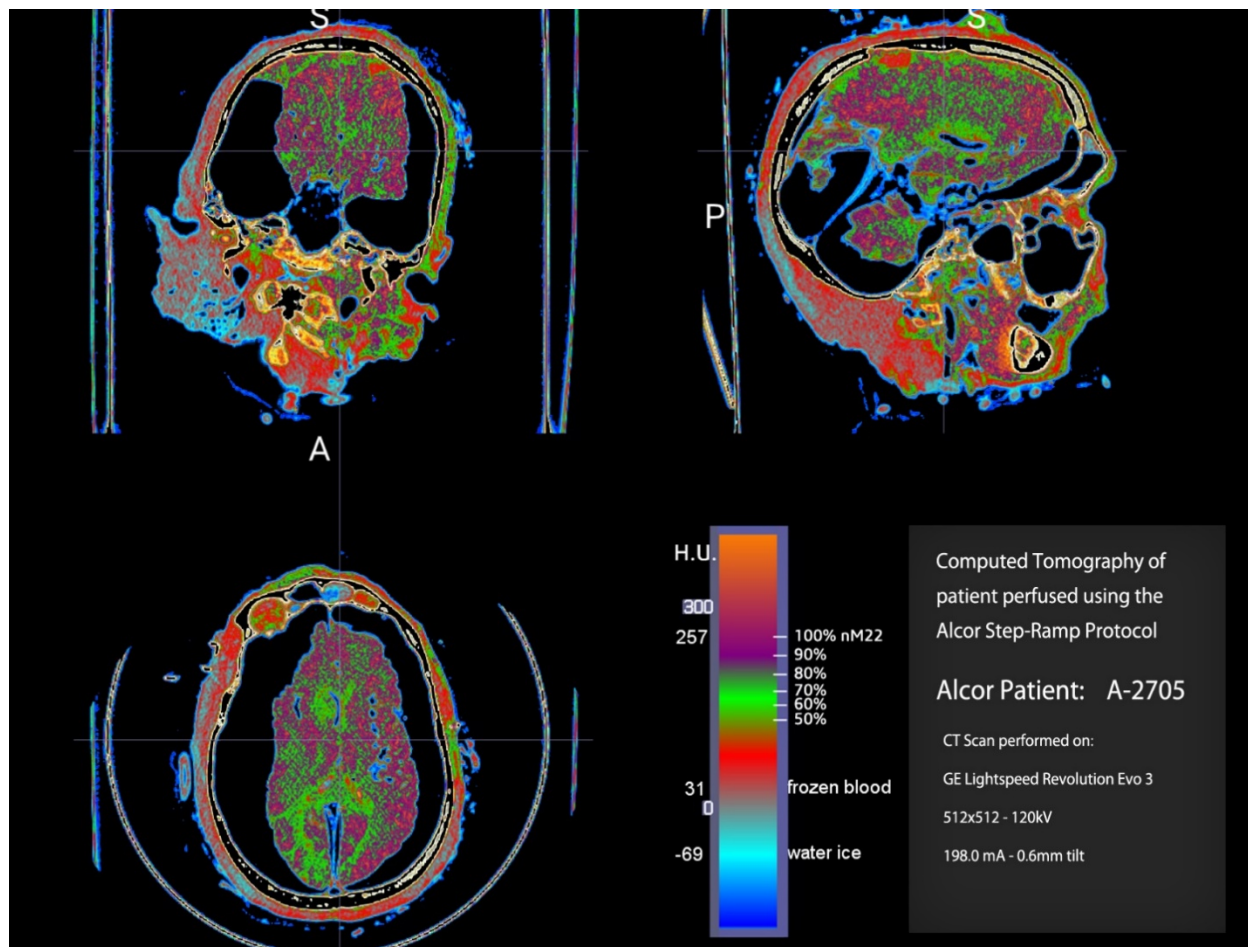 S
S
P
A
H.U.
300
257
100% nM22
90%
80%
70%
60%
50%
31
frozen blood
0
-69
water ice
Computed Tomography of
patient perfused using the
Alcor Step-Ramp Protocol
Alcor Patient: A-2705
CT Scan performed on:
GE Lightspeed Revolution Evo 3
512x512 - 120kV
198.0 mA - 0.6mm tilt